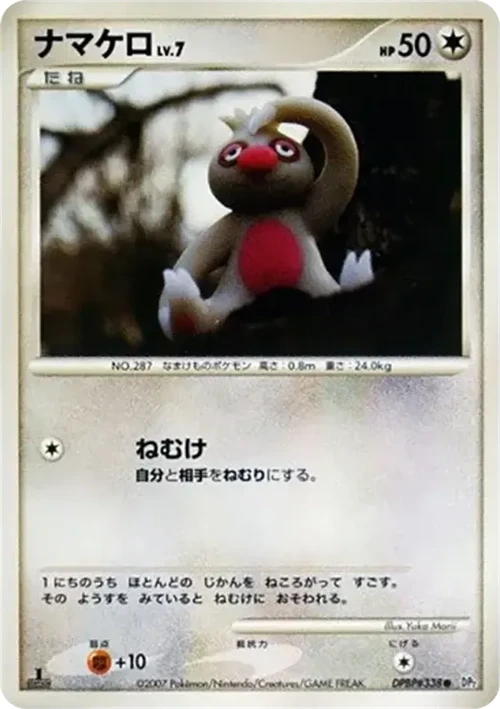 ナマケロ LV.7 HP 50
たね
NO.287 なまけものポケモン 高さ：0.8m 重さ：24.0kg
ねむけ
自分と相手をねむりにする。
1にちのうち ほとんどの じかんを ねころがって すごす。
その ようすを みていると ねむけに おそわれる。
Illus. Yuka Morii
弱点 抵抗力 にげる
+10
1
©2007 Pokémon/Nintendo/Creatures/GAME FREAK. DPBP#338